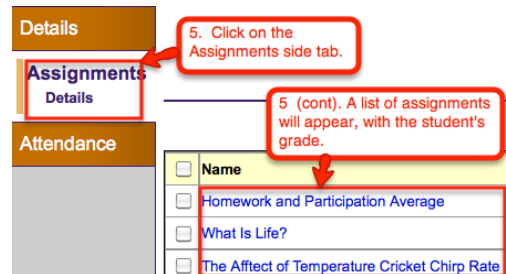 Details
5. Click on the
Assignments side tab.
Assignments
Details
5 (cont). A list of assignments
will appear, with the student's
grade.
Attendance
Name
Homework and Participation Average
What Is Life?
The Afftect of Temperature Cricket Chirp Rate